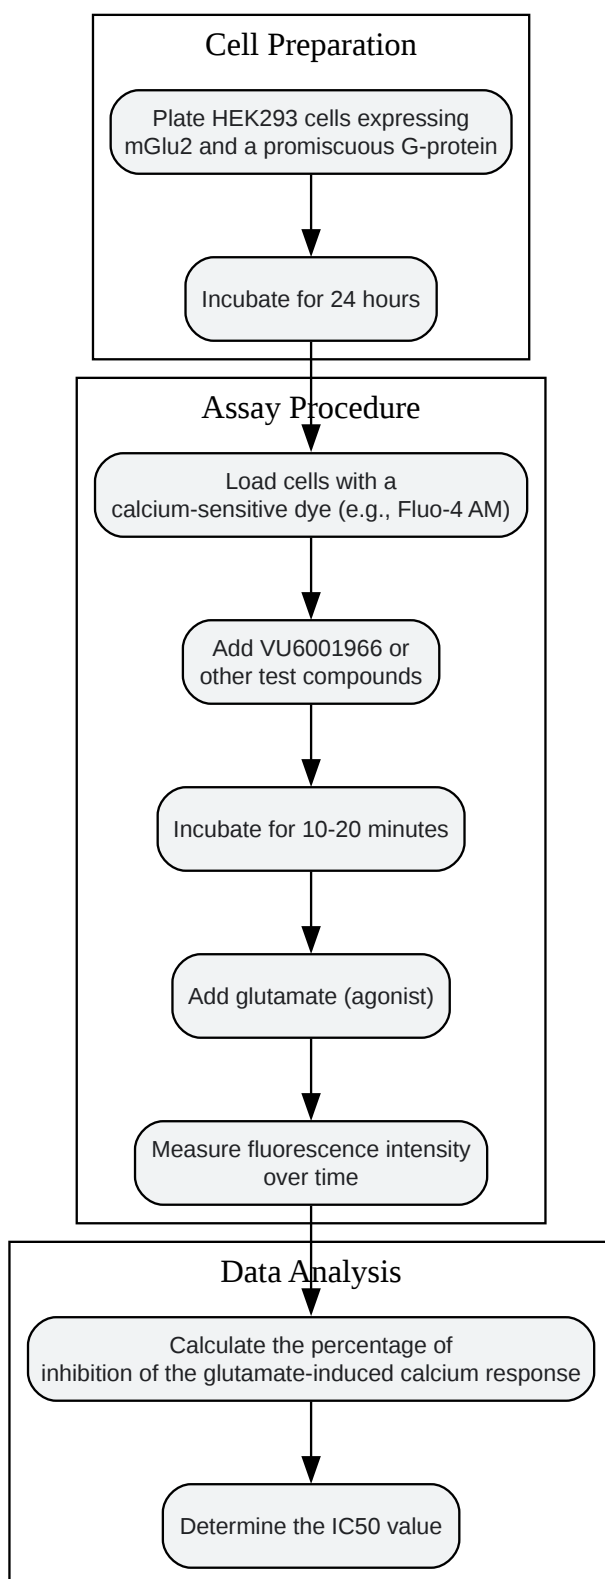 Cell Preparation
Plate HEK293 cells expressing
mGlu2 and a promiscuous G-protein
Incubate for 24 hours
Assay Procedure
Load cells with a
calcium-sensitive dye (e.g., Fluo-4 AM)
Add VU6001966 or
other test compounds
Incubate for 10-20 minutes
Add glutamate (agonist)
Measure fluorescence intensity
over time
Data Analysis
Calculate the percentage of
inhibition of the glutamate-induced calcium response
Determine the IC50 value